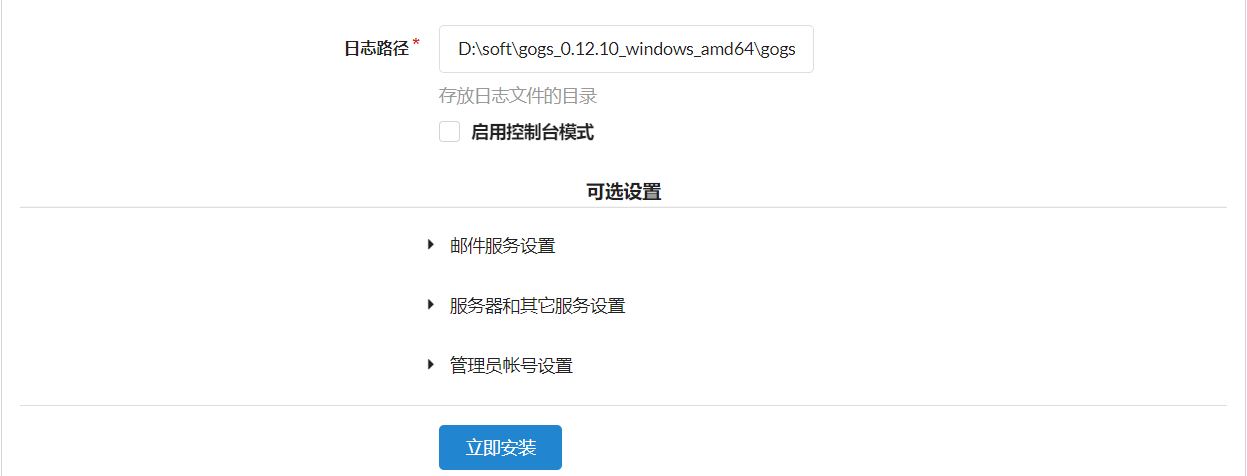 日志路径* D:\soft\gogs_0.12.10_windows_amd64\gogs
存放日志文件的目录
启用控制台模式
可选设置
邮件服务设置
服务器和其它服务设置
管理员帐号设置
立即安装